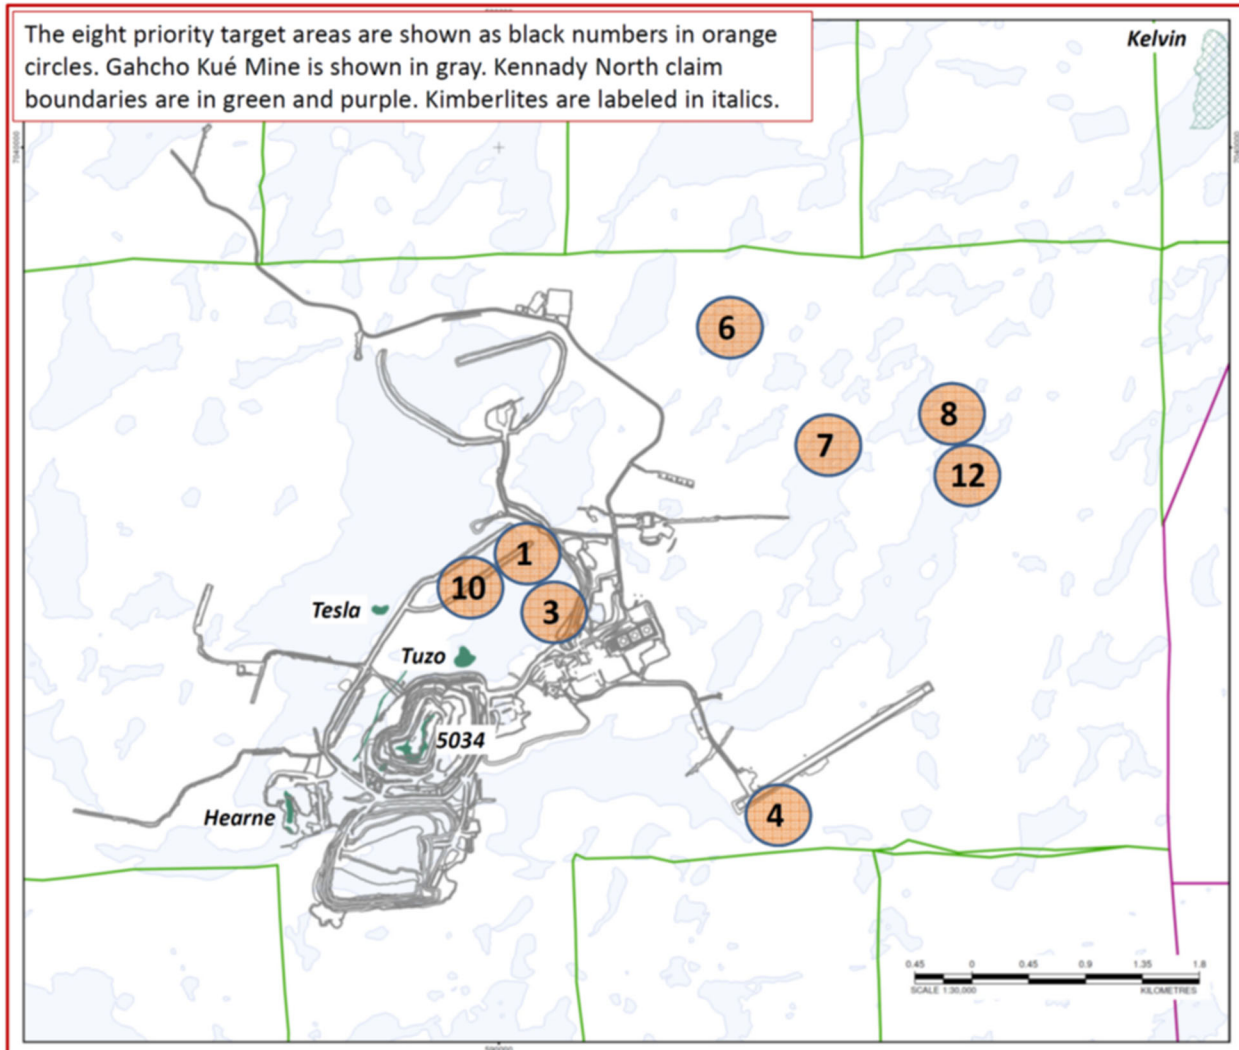 The eight priority target areas are shown as black numbers in orange
circles. Gahcho Kué Mine is shown in gray. Kennady North claim
boundaries are in green and purple. Kimberlites are labeled in italics.
Kelvin
7040000
7040000
6
8
7
12
1
10
3
Tesla
Tuzo
5034
Hearne
4
0.45 0 0.45 0.9 1.35 1.8
SCALE 1:30,000 KILOMETRES
590000